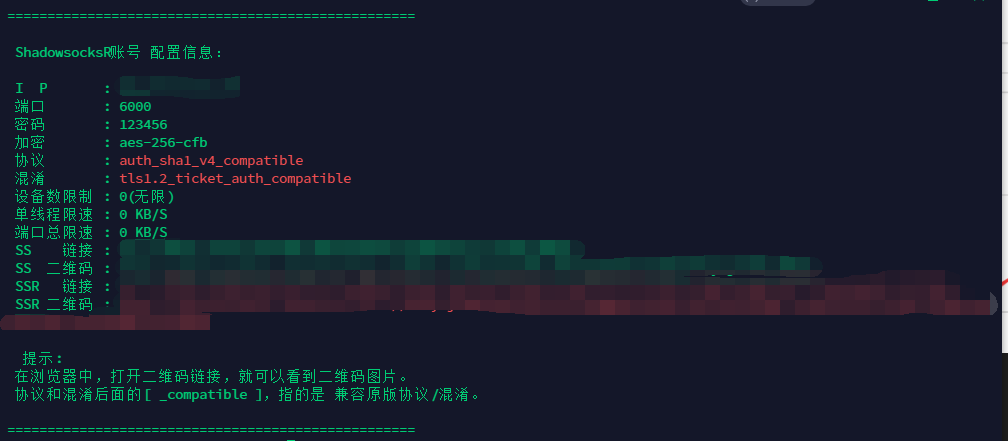 ===================================================
ShadowsocksR账号 配置信息：
I P :
端口 : 6000
密码 : 123456
加密 : aes-256-cfb
协议 : auth_sha1_v4_compatible
混淆 : tls1.2_ticket_auth_compatible
设备数限制 : 0(无限)
单线程限速 : 0 KB/S
端口总限速 : 0 KB/S
SS 链接 :
SS 二维码 :
SSR 链接 :
SSR 二维码 :
提示:
在浏览器中，打开二维码链接，就可以看到二维码图片。
协议和混淆后面的[ _compatible ]，指的是 兼容原版协议/混淆。
===================================================